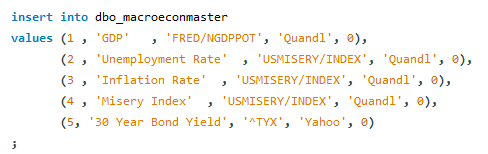 insert into dbo_macroeconmaster
values (1 , 'GDP'   , 'FRED/NGDPPOT', 'Quandl', 0),
       (2 , 'Unemployment Rate'  , 'USMISERY/INDEX', 'Quandl', 0),
       (3 , 'Inflation Rate'  , 'USMISERY/INDEX', 'Quandl', 0),
       (4 , 'Misery Index'  , 'USMISERY/INDEX', 'Quandl', 0),
       (5, '30 Year Bond Yield', '^TYX', 'Yahoo', 0)
;